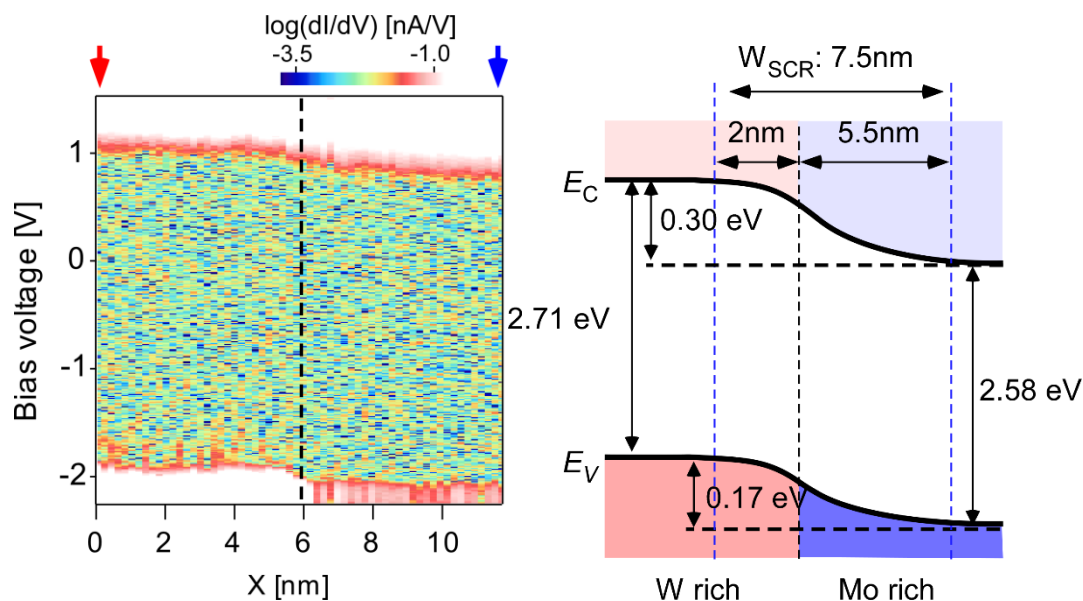 log(dI/dV) [nA/V]
-3.5 -1.0
Bias voltage [V]
1
0
-1
-2
0 2 4 6 8 10
X [nm]
W_SCR: 7.5nm
2nm 5.5nm
E_C
0.30 eV
2.71 eV
2.58 eV
E_V
0.17 eV
W rich Mo rich